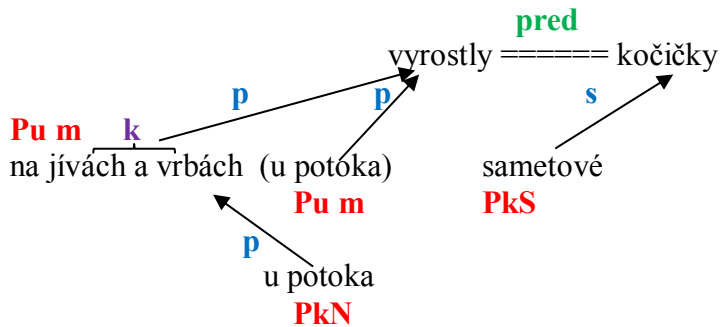 pred
vyrostly ====== kočičky
p p s
Pu m k
na jívách a vrbách (u potoka) sametové
Pu m PkS
p
u potoka
PkN